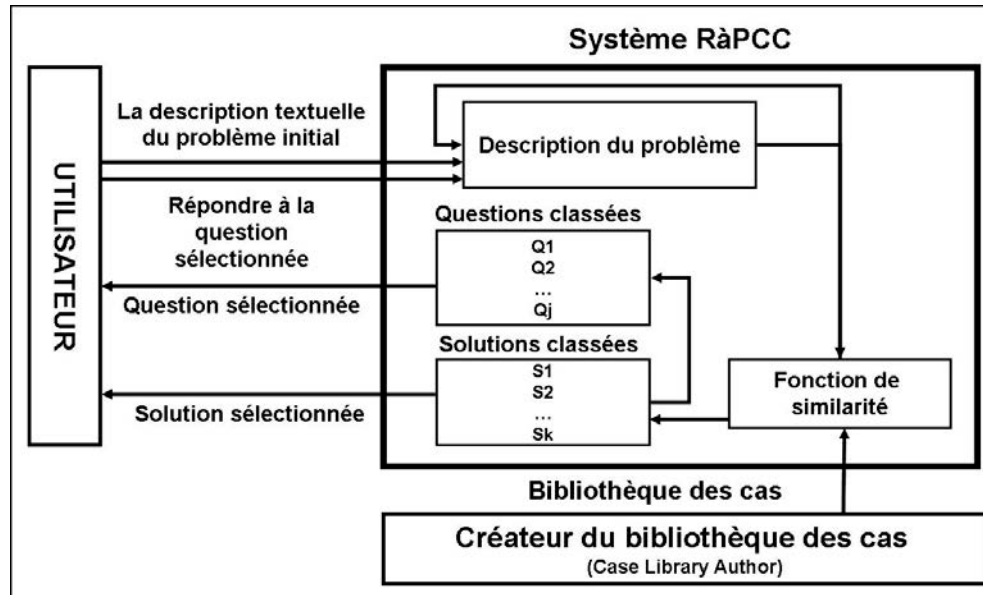 Système RàPCC
UTILISATEUR
La description textuelle
du problème initial
Description du problème
Répondre à la
question
sélectionnée
Questions classées
Q1
Q2
...
Qj
Question sélectionnée
Solutions classées
S1
S2
...
Sk
Solution sélectionnée
Fonction de
similarité
Bibliothèque des cas
Créateur du bibliothèque des cas
(Case Library Author)